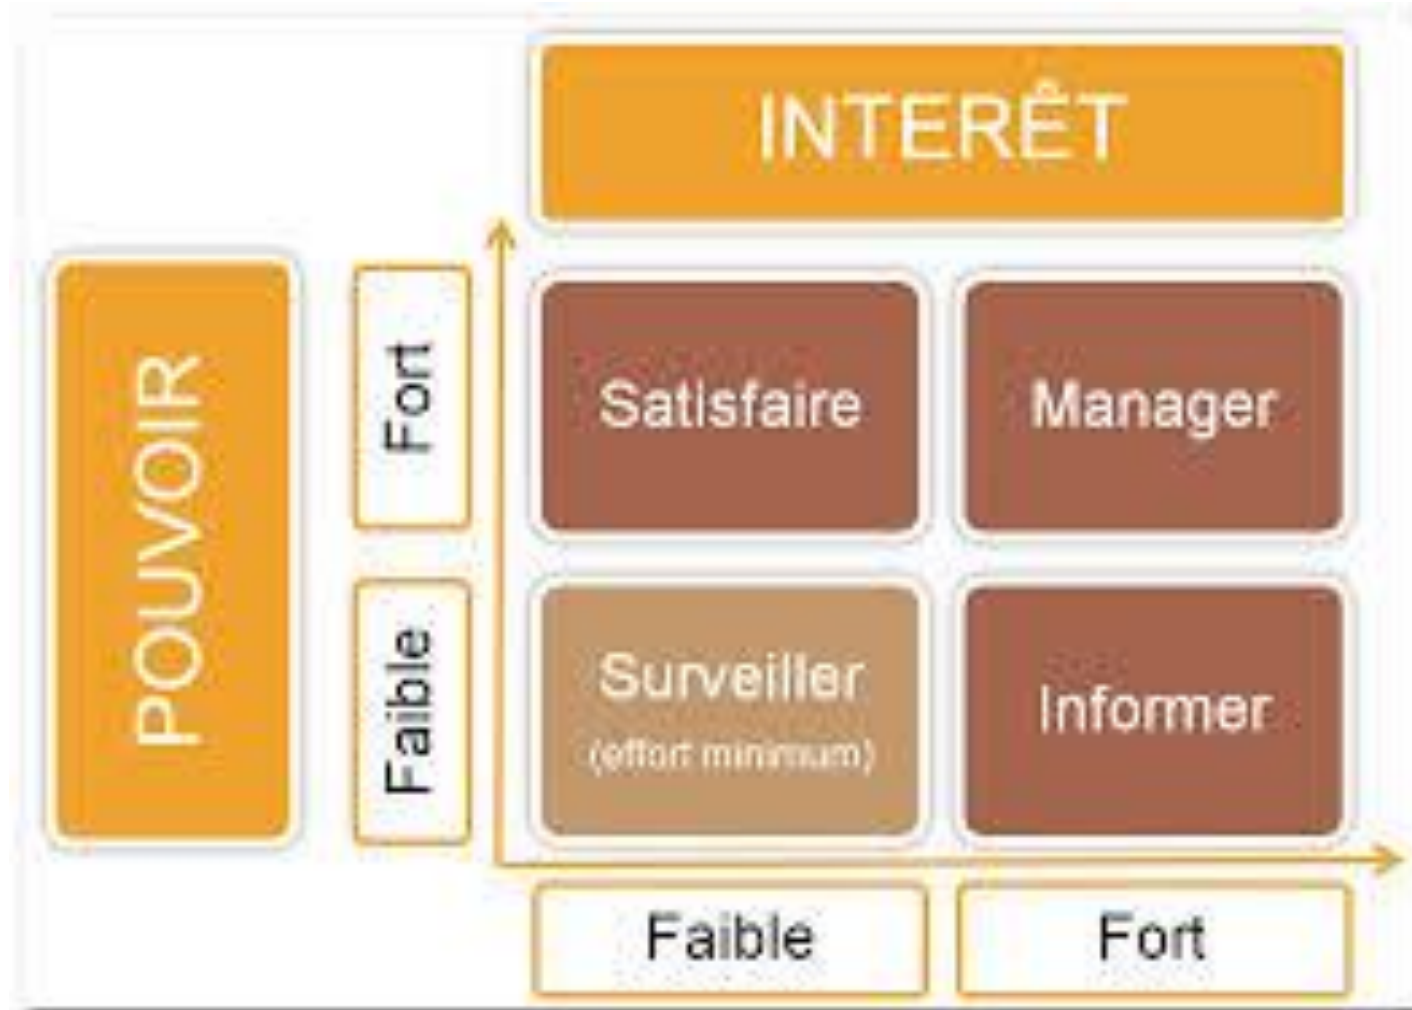 INTERÊT
POUVOIR
Fort
Satisfaire
Manager
Faible
Surveiller
(effort minimum)
Informer
Faible
Fort